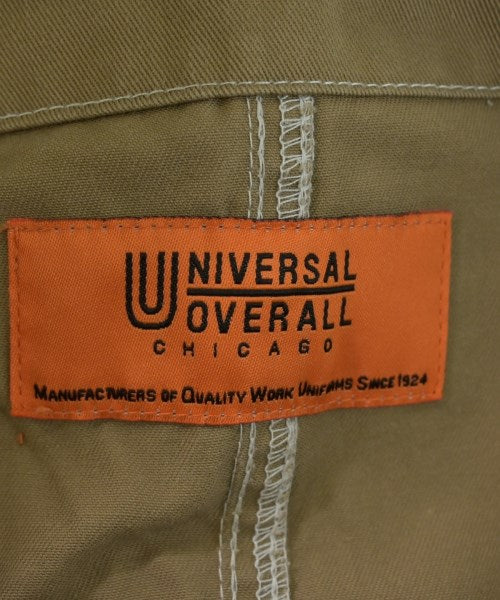 UNIVERSAL
OVERALL
CHICAGO
MANUFACTURERS OF QUALITY WORK UNIFORMS SINCE 1924